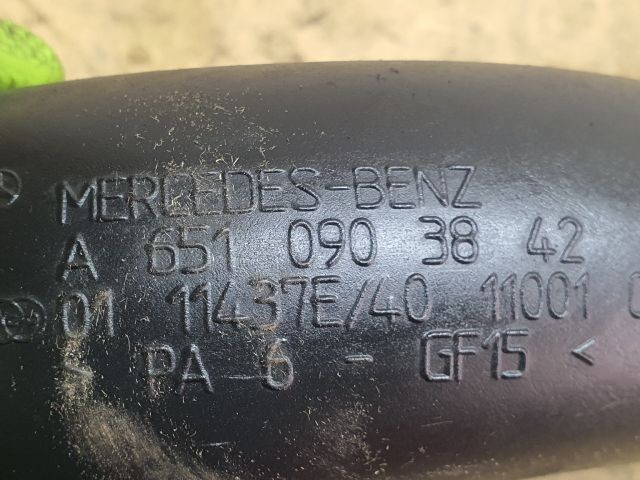 MERCEDES-BENZ
A 651 090 38 42
01 11437E/40 11001
> PA 6 - GF15 <